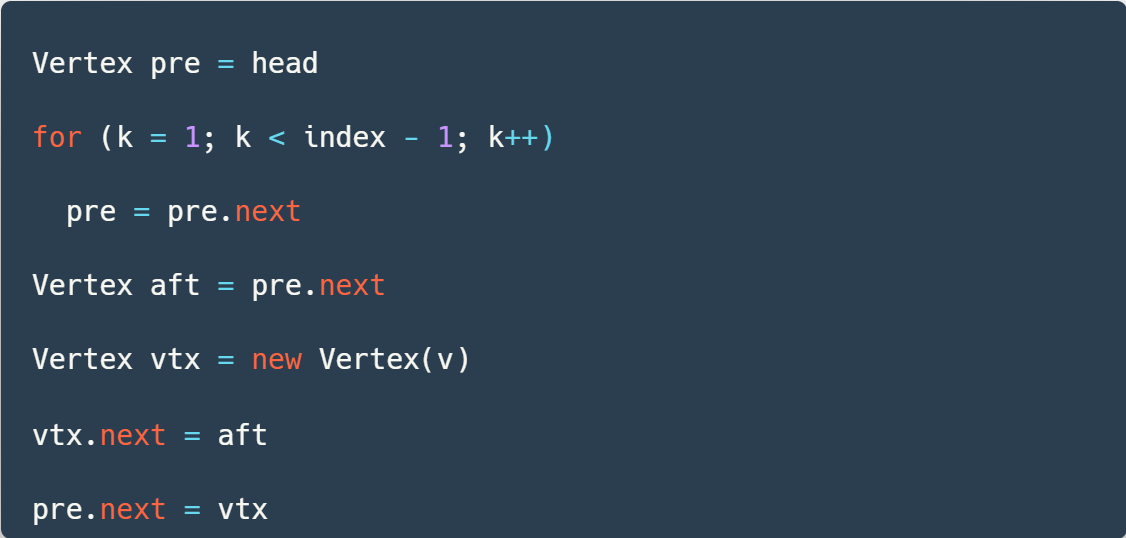 Vertex pre = head
for (k = 1; k < index - 1; k++)
  pre = pre.next
Vertex aft = pre.next
Vertex vtx = new Vertex(v)
vtx.next = aft
pre.next = vtx